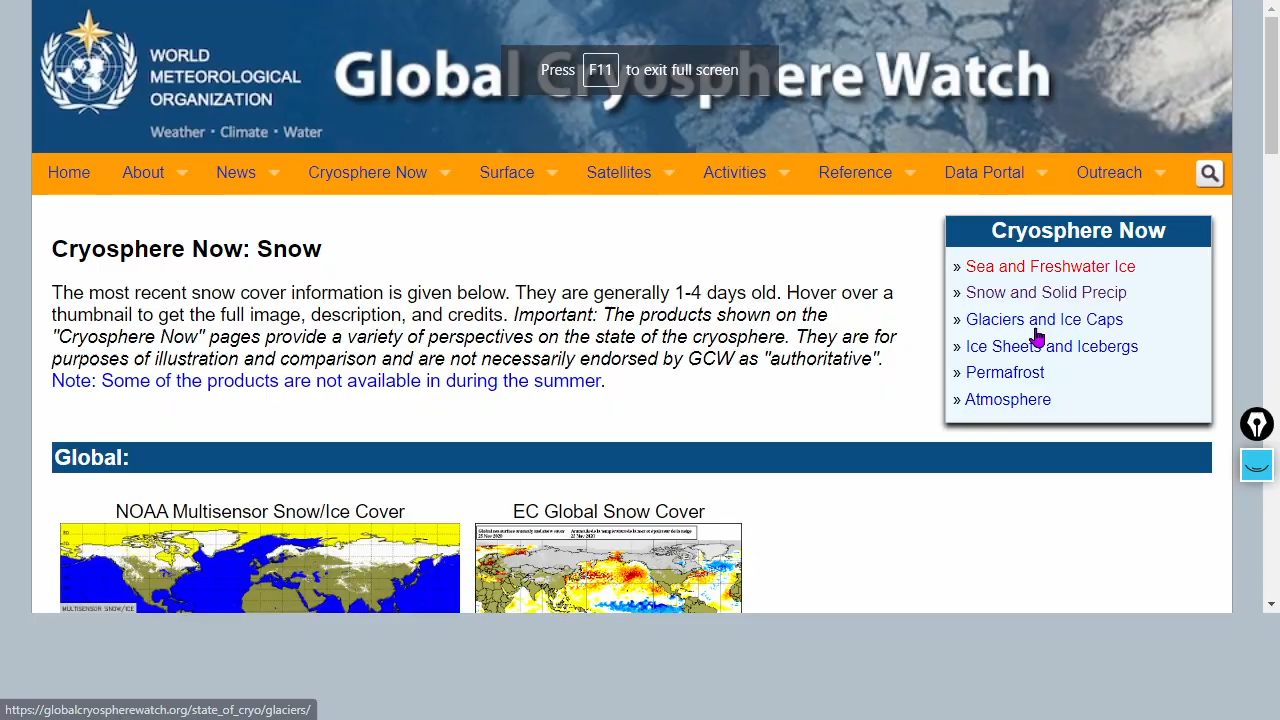 WORLD
METEOROLOGICAL
ORGANIZATION
Weather • Climate • Water
Global Cryosphere Watch
Press F11 to exit full screen
Home About News Cryosphere Now Surface Satellites Activities Reference Data Portal Outreach
Cryosphere Now: Snow
The most recent snow cover information is given below. They are generally 1-4 days old. Hover over a
thumbnail to get the full image, description, and credits. Important: The products shown on the
"Cryosphere Now" pages provide a variety of perspectives on the state of the cryosphere. They are for
purposes of illustration and comparison and are not necessarily endorsed by GCW as "authoritative".
Note: Some of the products are not available in during the summer.
Cryosphere Now
» Sea and Freshwater Ice
» Snow and Solid Precip
» Glaciers and Ice Caps
» Ice Sheets and Icebergs
» Permafrost
» Atmosphere
Global:
NOAA Multisensor Snow/Ice Cover
MULTISENSOR SNOW/ICE
EC Global Snow Cover
https://globalcryospherewatch.org/state_of_cryo/glaciers/